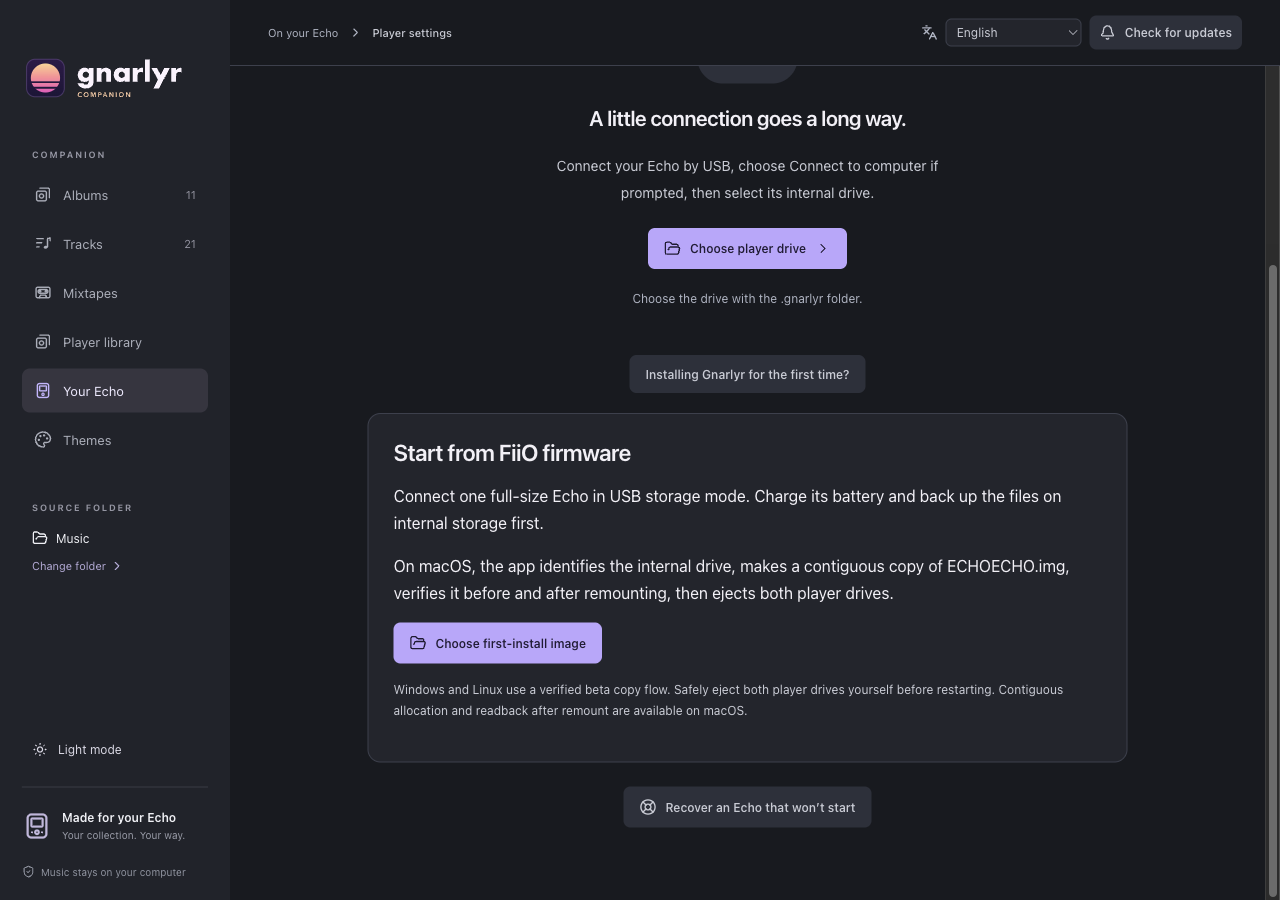 gnarlyr
COMPANION
COMPANION
Albums 11
Tracks 21
Mixtapes
Player library
Your Echo
Themes
SOURCE FOLDER
Music
Change folder
Light mode
Made for your Echo
Your collection. Your way.
Music stays on your computer
On your Echo > Player settings
English
Check for updates
A little connection goes a long way.
Connect your Echo by USB, choose Connect to computer if
prompted, then select its internal drive.
Choose player drive
Choose the drive with the .gnarlyr folder.
Installing Gnarlyr for the first time?
Start from FiiO firmware
Connect one full-size Echo in USB storage mode. Charge its battery and back up the files on
internal storage first.
On macOS, the app identifies the internal drive, makes a contiguous copy of ECHOECHO.img,
verifies it before and after remounting, then ejects both player drives.
Choose first-install image
Windows and Linux use a verified beta copy flow. Safely eject both player drives yourself before restarting. Contiguous
allocation and readback after remount are available on macOS.
Recover an Echo that won’t start